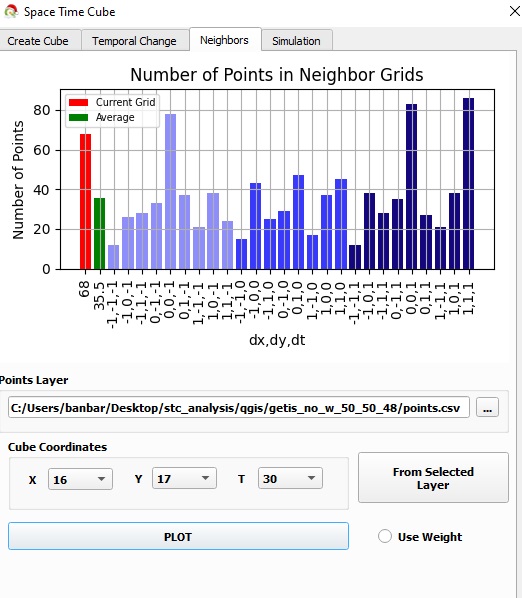 Space Time Cube
Create Cube Temporal Change Neighbors Simulation
Number of Points in Neighbor Grids
Current Grid
Average
Number of Points
80
60
40
20
0
68
35.5
-1,-1,-1
-1,0,-1
-1,1,-1
0,-1,-1
0,0,-1
0,1,-1
1,-1,-1
1,0,-1
1,1,-1
-1,-1,0
-1,0,0
-1,1,0
0,-1,0
0,1,0
1,-1,0
1,0,0
1,1,0
-1,-1,1
-1,0,1
-1,1,1
0,-1,1
0,0,1
0,1,1
1,-1,1
1,0,1
1,1,1
dx,dy,dt
Points Layer
C:/Users/banbar/Desktop/stc_analysis/qgis/getis_no_w_50_50_48/points.csv ...
Cube Coordinates
X 16 Y 17 T 30
From Selected
Layer
PLOT
Use Weight